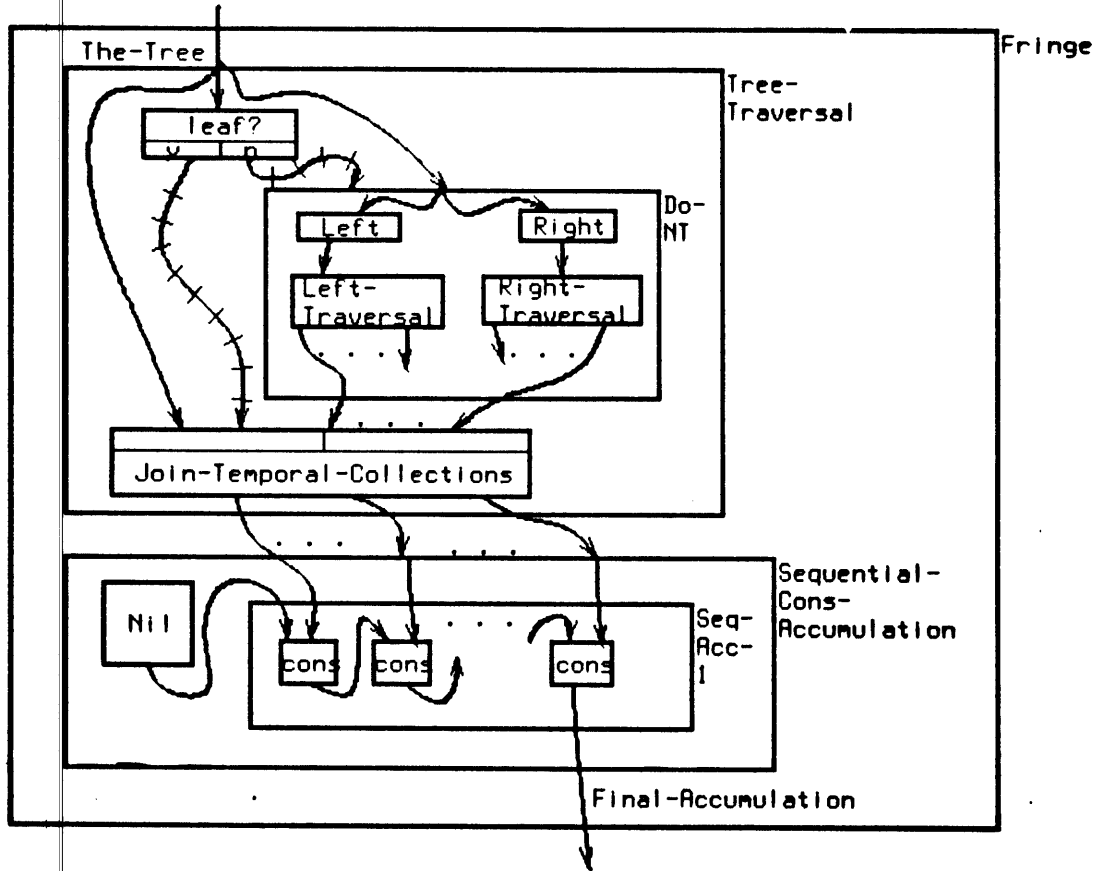 Fringe
The-Tree
Tree-
Traversal
leaf?
y n
Do-
NT
Left
Right
Left-
Traversal
Right-
Traversal
Join-Temporal-Collections
Sequential-
Cons-
Accumulation
Nil
Seq-
Acc-
1
cons
cons
cons
Final-Accumulation